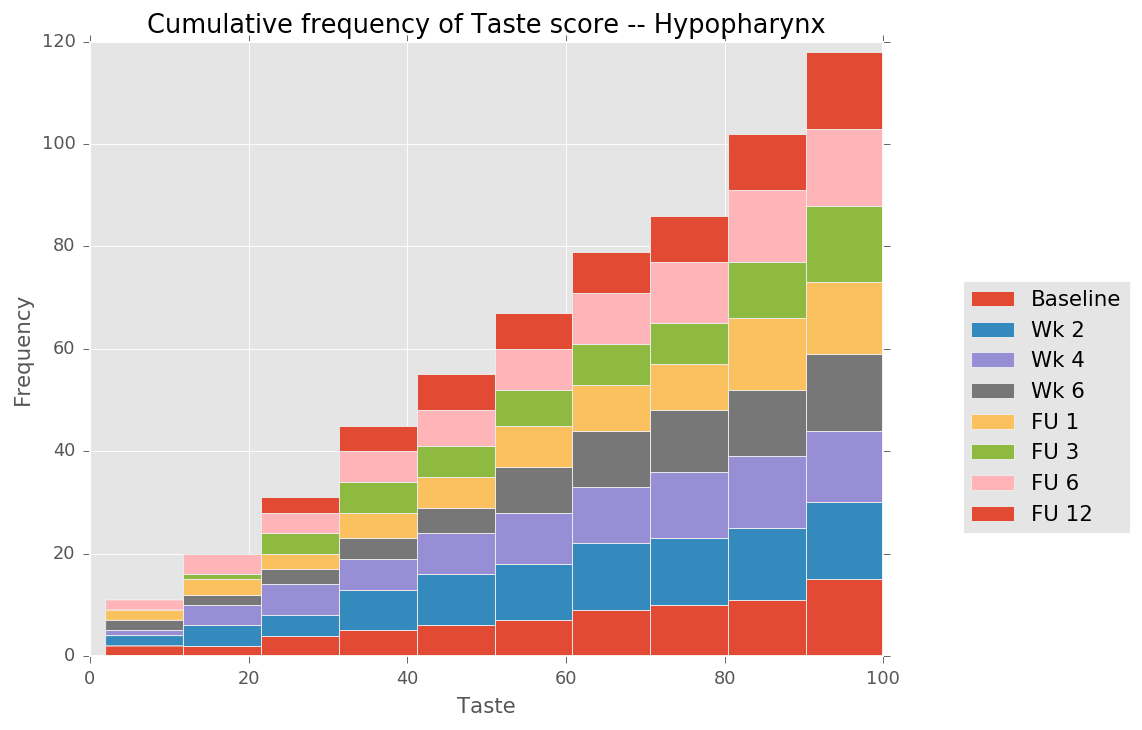 Cumulative frequency of Taste score -- Hypopharynx
120
100
80
60
40
20
0
Frequency
0 20 40 60 80 100
Taste
Baseline
Wk 2
Wk 4
Wk 6
FU 1
FU 3
FU 6
FU 12